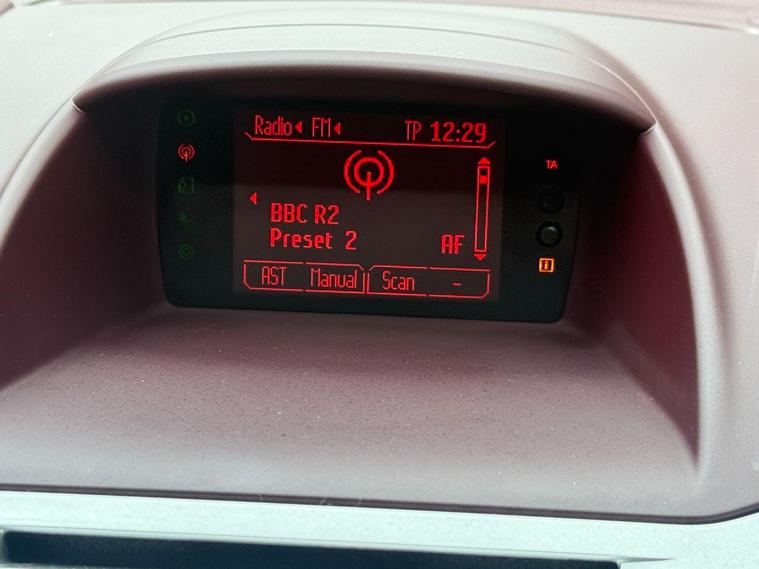 Radio FM TP 12:29
TA
BBC R2
Preset 2 AF
AST Manual Scan -
i